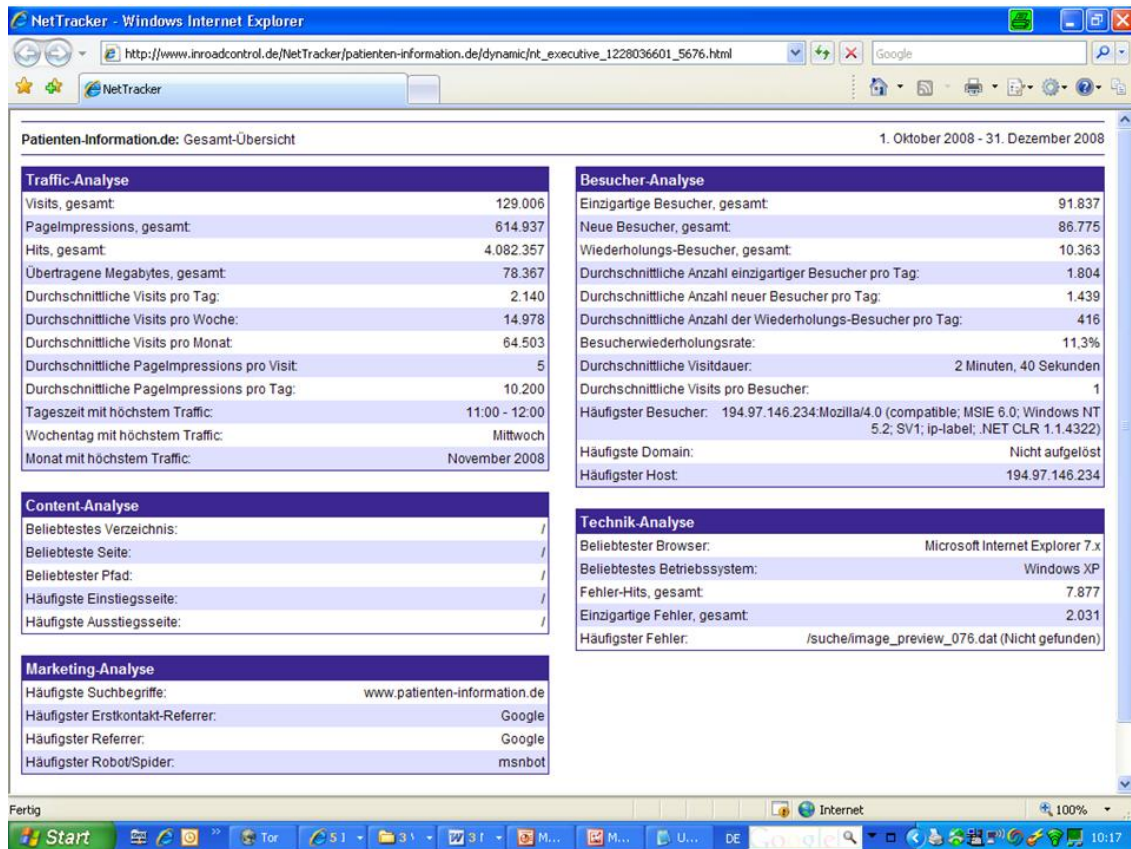 NetTracker - Windows Internet Explorer
http://www.inroadcontrol.de/NetTracker/patienten-information.de/dynamic/nt_executive_1228036601_5676.html
Google
NetTracker
Patienten-Information.de: Gesamt-Übersicht
1. Oktober 2008 - 31. Dezember 2008
Traffic-Analyse
Visits, gesamt: 129.006
PageImpressions, gesamt: 614.937
Hits, gesamt: 4.082.357
Übertragene Megabytes, gesamt: 78.367
Durchschnittliche Visits pro Tag: 2.140
Durchschnittliche Visits pro Woche: 14.978
Durchschnittliche Visits pro Monat: 64.503
Durchschnittliche PageImpressions pro Visit: 5
Durchschnittliche PageImpressions pro Tag: 10.200
Tageszeit mit höchstem Traffic: 11:00 - 12:00
Wochentag mit höchstem Traffic: Mittwoch
Monat mit höchstem Traffic: November 2008
Content-Analyse
Beliebtestes Verzeichnis: /
Beliebteste Seite: /
Beliebtester Pfad: /
Häufigste Einstiegsseite: /
Häufigste Ausstiegsseite: /
Marketing-Analyse
Häufigste Suchbegriffe: www.patienten-information.de
Häufigster Erstkontakt-Referrer: Google
Häufigster Referrer: Google
Häufigster Robot/Spider: msnbot
Besucher-Analyse
Einzigartige Besucher, gesamt: 91.837
Neue Besucher, gesamt: 86.775
Wiederholungs-Besucher, gesamt: 10.363
Durchschnittliche Anzahl einzigartiger Besucher pro Tag: 1.804
Durchschnittliche Anzahl neuer Besucher pro Tag: 1.439
Durchschnittliche Anzahl der Wiederholungs-Besucher pro Tag: 416
Besucherwiederholungsrate: 11,3%
Durchschnittliche Visitdauer: 2 Minuten, 40 Sekunden
Durchschnittliche Visits pro Besucher: 1
Häufigster Besucher: 194.97.146.234:Mozilla/4.0 (compatible; MSIE 6.0; Windows NT
5.2; SV1; ip-label; .NET CLR 1.1.4322)
Häufigste Domain: Nicht aufgelöst
Häufigster Host: 194.97.146.234
Technik-Analyse
Beliebtester Browser: Microsoft Internet Explorer 7.x
Beliebtestes Betriebssystem: Windows XP
Fehler-Hits, gesamt: 7.877
Einzigartige Fehler, gesamt: 2.031
Häufigster Fehler: /suche/image_preview_076.dat (Nicht gefunden)
Fertig
Internet
100%
Start
Tor
M...
M...
U...
DE
Google
10:17